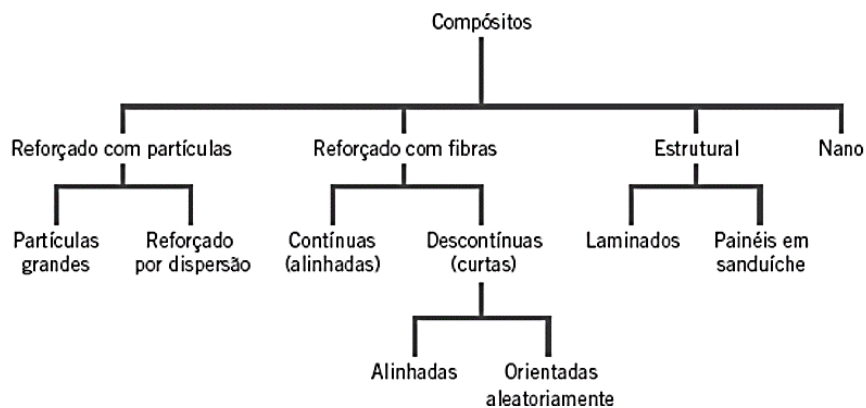 Compósitos
Reforçado com partículas
Reforçado com fibras
Estrutural
Nano
Partículas
grandes
Reforçado
por dispersão
Contínuas
(alinhadas)
Descontínuas
(curtas)
Laminados
Painéis em
sanduíche
Alinhadas
Orientadas
aleatoriamente